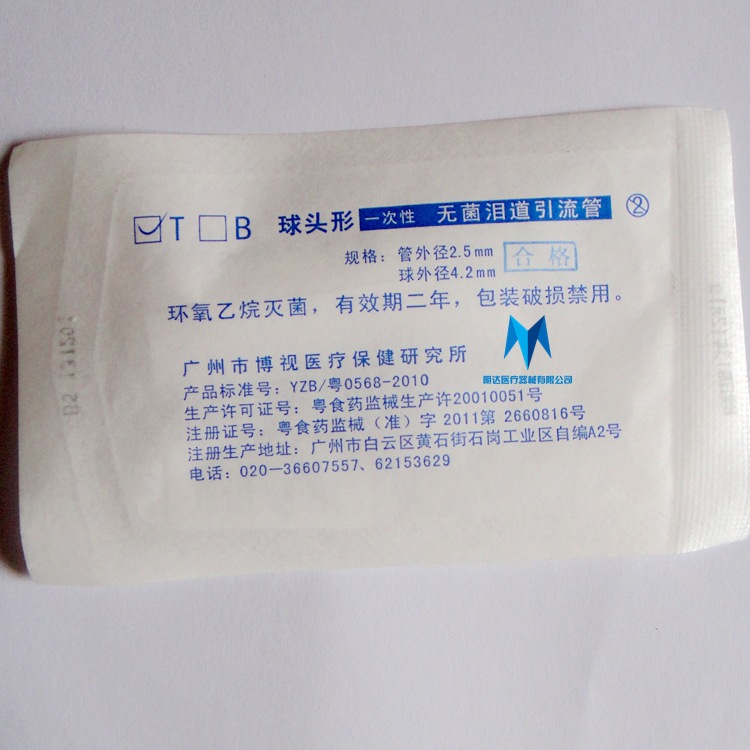 T B 球头形 一次性 无菌泪道引流管 ②
规格：管外径2.5mm 合格
球外径4.2mm
环氧乙烷灭菌，有效期二年，包装破损禁用。
明达医疗器械有限公司
广州市博视医疗保健研究所
产品标准号：YZB/粤0568-2010
生产许可证号：粤食药监械生产许20010051号
注册证号：粤食药监械（准）字 2011第 2660816号
注册生产地址：广州市白云区黄石街石岗工业区自编A2号
电话：020-36607557、62153629